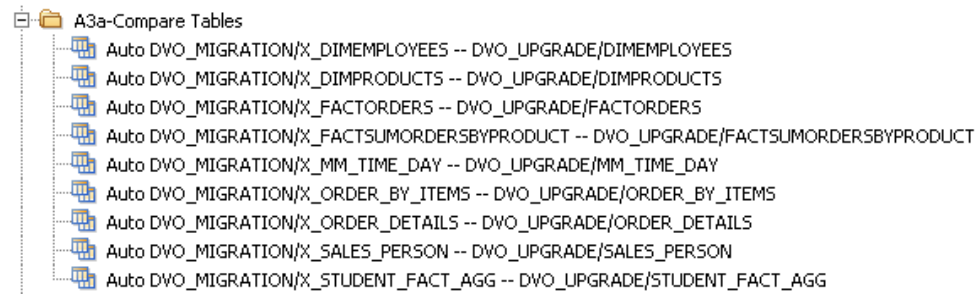 A3a-Compare Tables
Auto DVO_MIGRATION/X_DIMEMPLOYEES -- DVO_UPGRADE/DIMEMPLOYEES
Auto DVO_MIGRATION/X_DIMPRODUCTS -- DVO_UPGRADE/DIMPRODUCTS
Auto DVO_MIGRATION/X_FACTORDERS -- DVO_UPGRADE/FACTORDERS
Auto DVO_MIGRATION/X_FACTSUMORDERSBYPRODUCT -- DVO_UPGRADE/FACTSUMORDERSBYPRODUCT
Auto DVO_MIGRATION/X_MM_TIME_DAY -- DVO_UPGRADE/MM_TIME_DAY
Auto DVO_MIGRATION/X_ORDER_BY_ITEMS -- DVO_UPGRADE/ORDER_BY_ITEMS
Auto DVO_MIGRATION/X_ORDER_DETAILS -- DVO_UPGRADE/ORDER_DETAILS
Auto DVO_MIGRATION/X_SALES_PERSON -- DVO_UPGRADE/SALES_PERSON
Auto DVO_MIGRATION/X_STUDENT_FACT_AGG -- DVO_UPGRADE/STUDENT_FACT_AGG